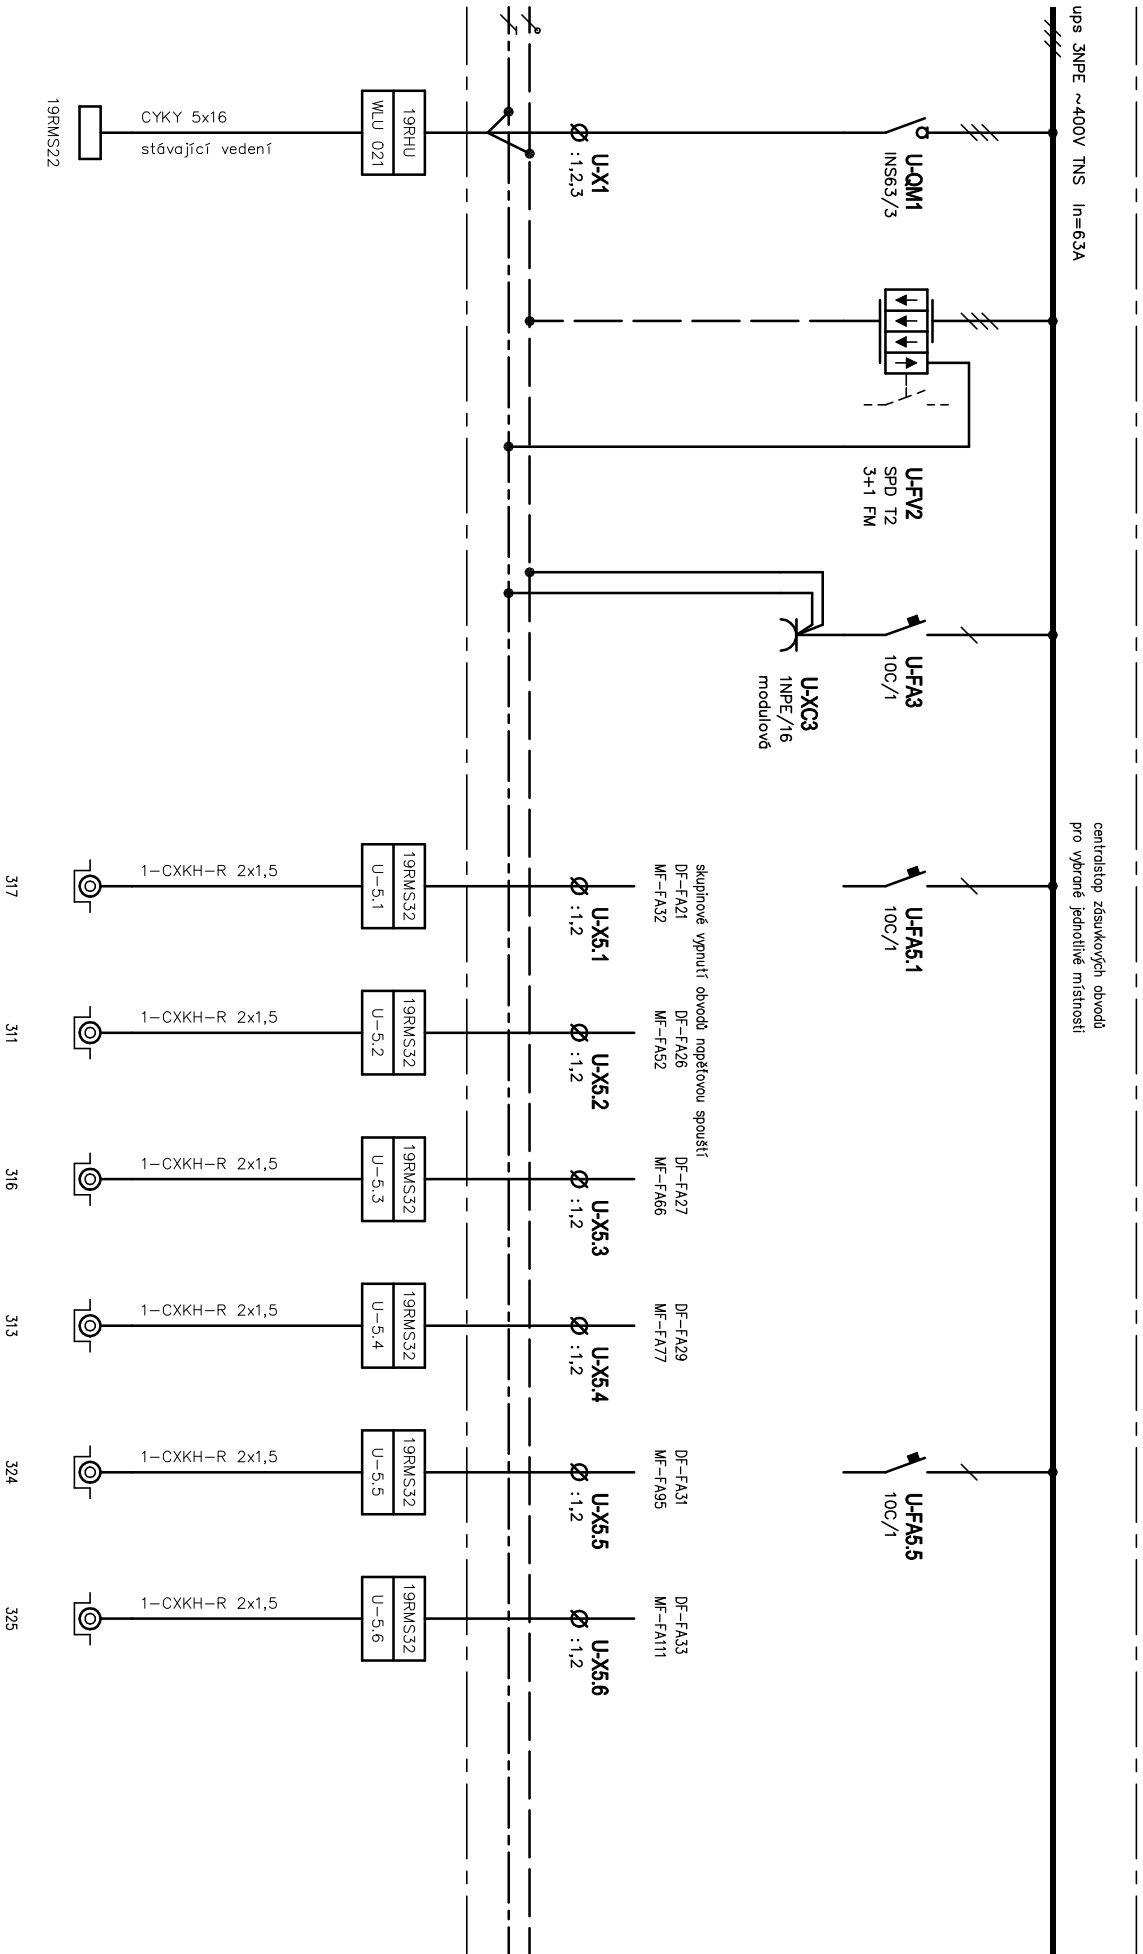 ups 3NPE ~400V TNS In=63A
centralstop zásuvkových obvodů
pro vybrané jednotlivé místnosti
U-QM1
INS63/3
U-FV2
SPD T2
3+1 FM
U-FA3
10C/1
U-XC3
1NPE/16
modulová
U-FA5.1
10C/1
U-FA5.5
10C/1
skupinové vypnutí obvodů napěťovou spouští
DF-FA21
MF-FA32
DF-FA26
MF-FA52
DF-FA27
MF-FA66
DF-FA29
MF-FA77
DF-FA31
MF-FA95
DF-FA33
MF-FA111
U-X1
:1,2,3
U-X5.1
:1,2
U-X5.2
:1,2
U-X5.3
:1,2
U-X5.4
:1,2
U-X5.5
:1,2
U-X5.6
:1,2
19RHU
WLU 021
19RMS32
U-5.1
19RMS32
U-5.2
19RMS32
U-5.3
19RMS32
U-5.4
19RMS32
U-5.5
19RMS32
U-5.6
CYKY 5x16
stávající vedení
1-CXKH-R 2x1,5
1-CXKH-R 2x1,5
1-CXKH-R 2x1,5
1-CXKH-R 2x1,5
1-CXKH-R 2x1,5
1-CXKH-R 2x1,5
19RMS22
317
311
316
313
324
325